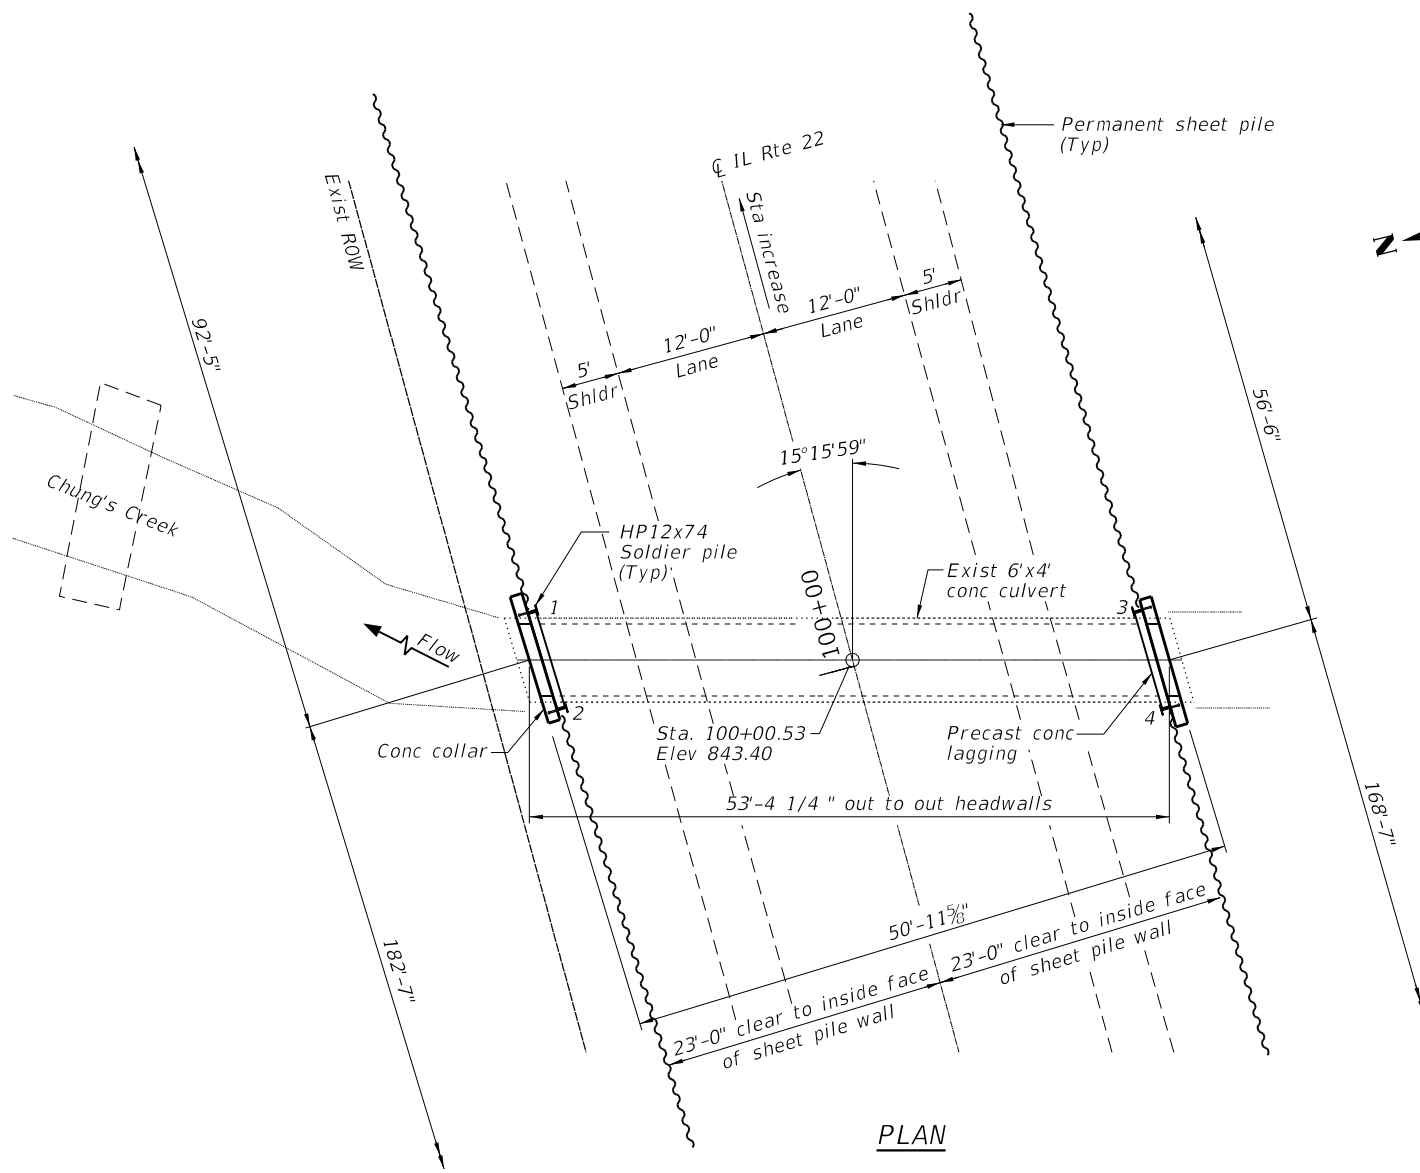 Permanent sheet pile
(Typ)
℄ IL Rte 22
Sta increase
Exist ROW
N
5'
Shldr
12'-0"
Lane
12'-0"
Lane
5'
Shldr
92'-5"
56'-6"
15°15'59"
Chung's Creek
HP12x74
Soldier pile
(Typ)
Exist 6'x4'
conc culvert
100+00
1
3
Flow
2
4
Conc collar
Sta. 100+00.53
Elev 843.40
Precast conc
lagging
53'-4 1/4 " out to out headwalls
168'-7"
182'-7"
50'-11⅝"
23'-0" clear to inside face
of sheet pile wall
23'-0" clear to inside face
of sheet pile wall
PLAN